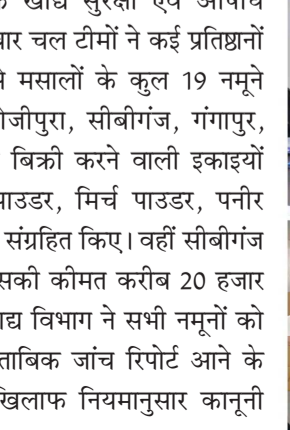 खाद्य सुरक्षा एवं औषधि
चार चल टीमों ने कई प्रतिष्ठानों
से मसालों के कुल 19 नमूने
भोजीपुरा, सीबीगंज, गंगापुर,
बिक्री करने वाली इकाइयों
पाउडर, मिर्च पाउडर, पनीर
संग्रहित किए। वहीं सीबीगंज
सकी कीमत करीब 20 हजार
ाद्य विभाग ने सभी नमूनों को
ताबिक जांच रिपोर्ट आने के
खिलाफ नियमानुसार कानूनी